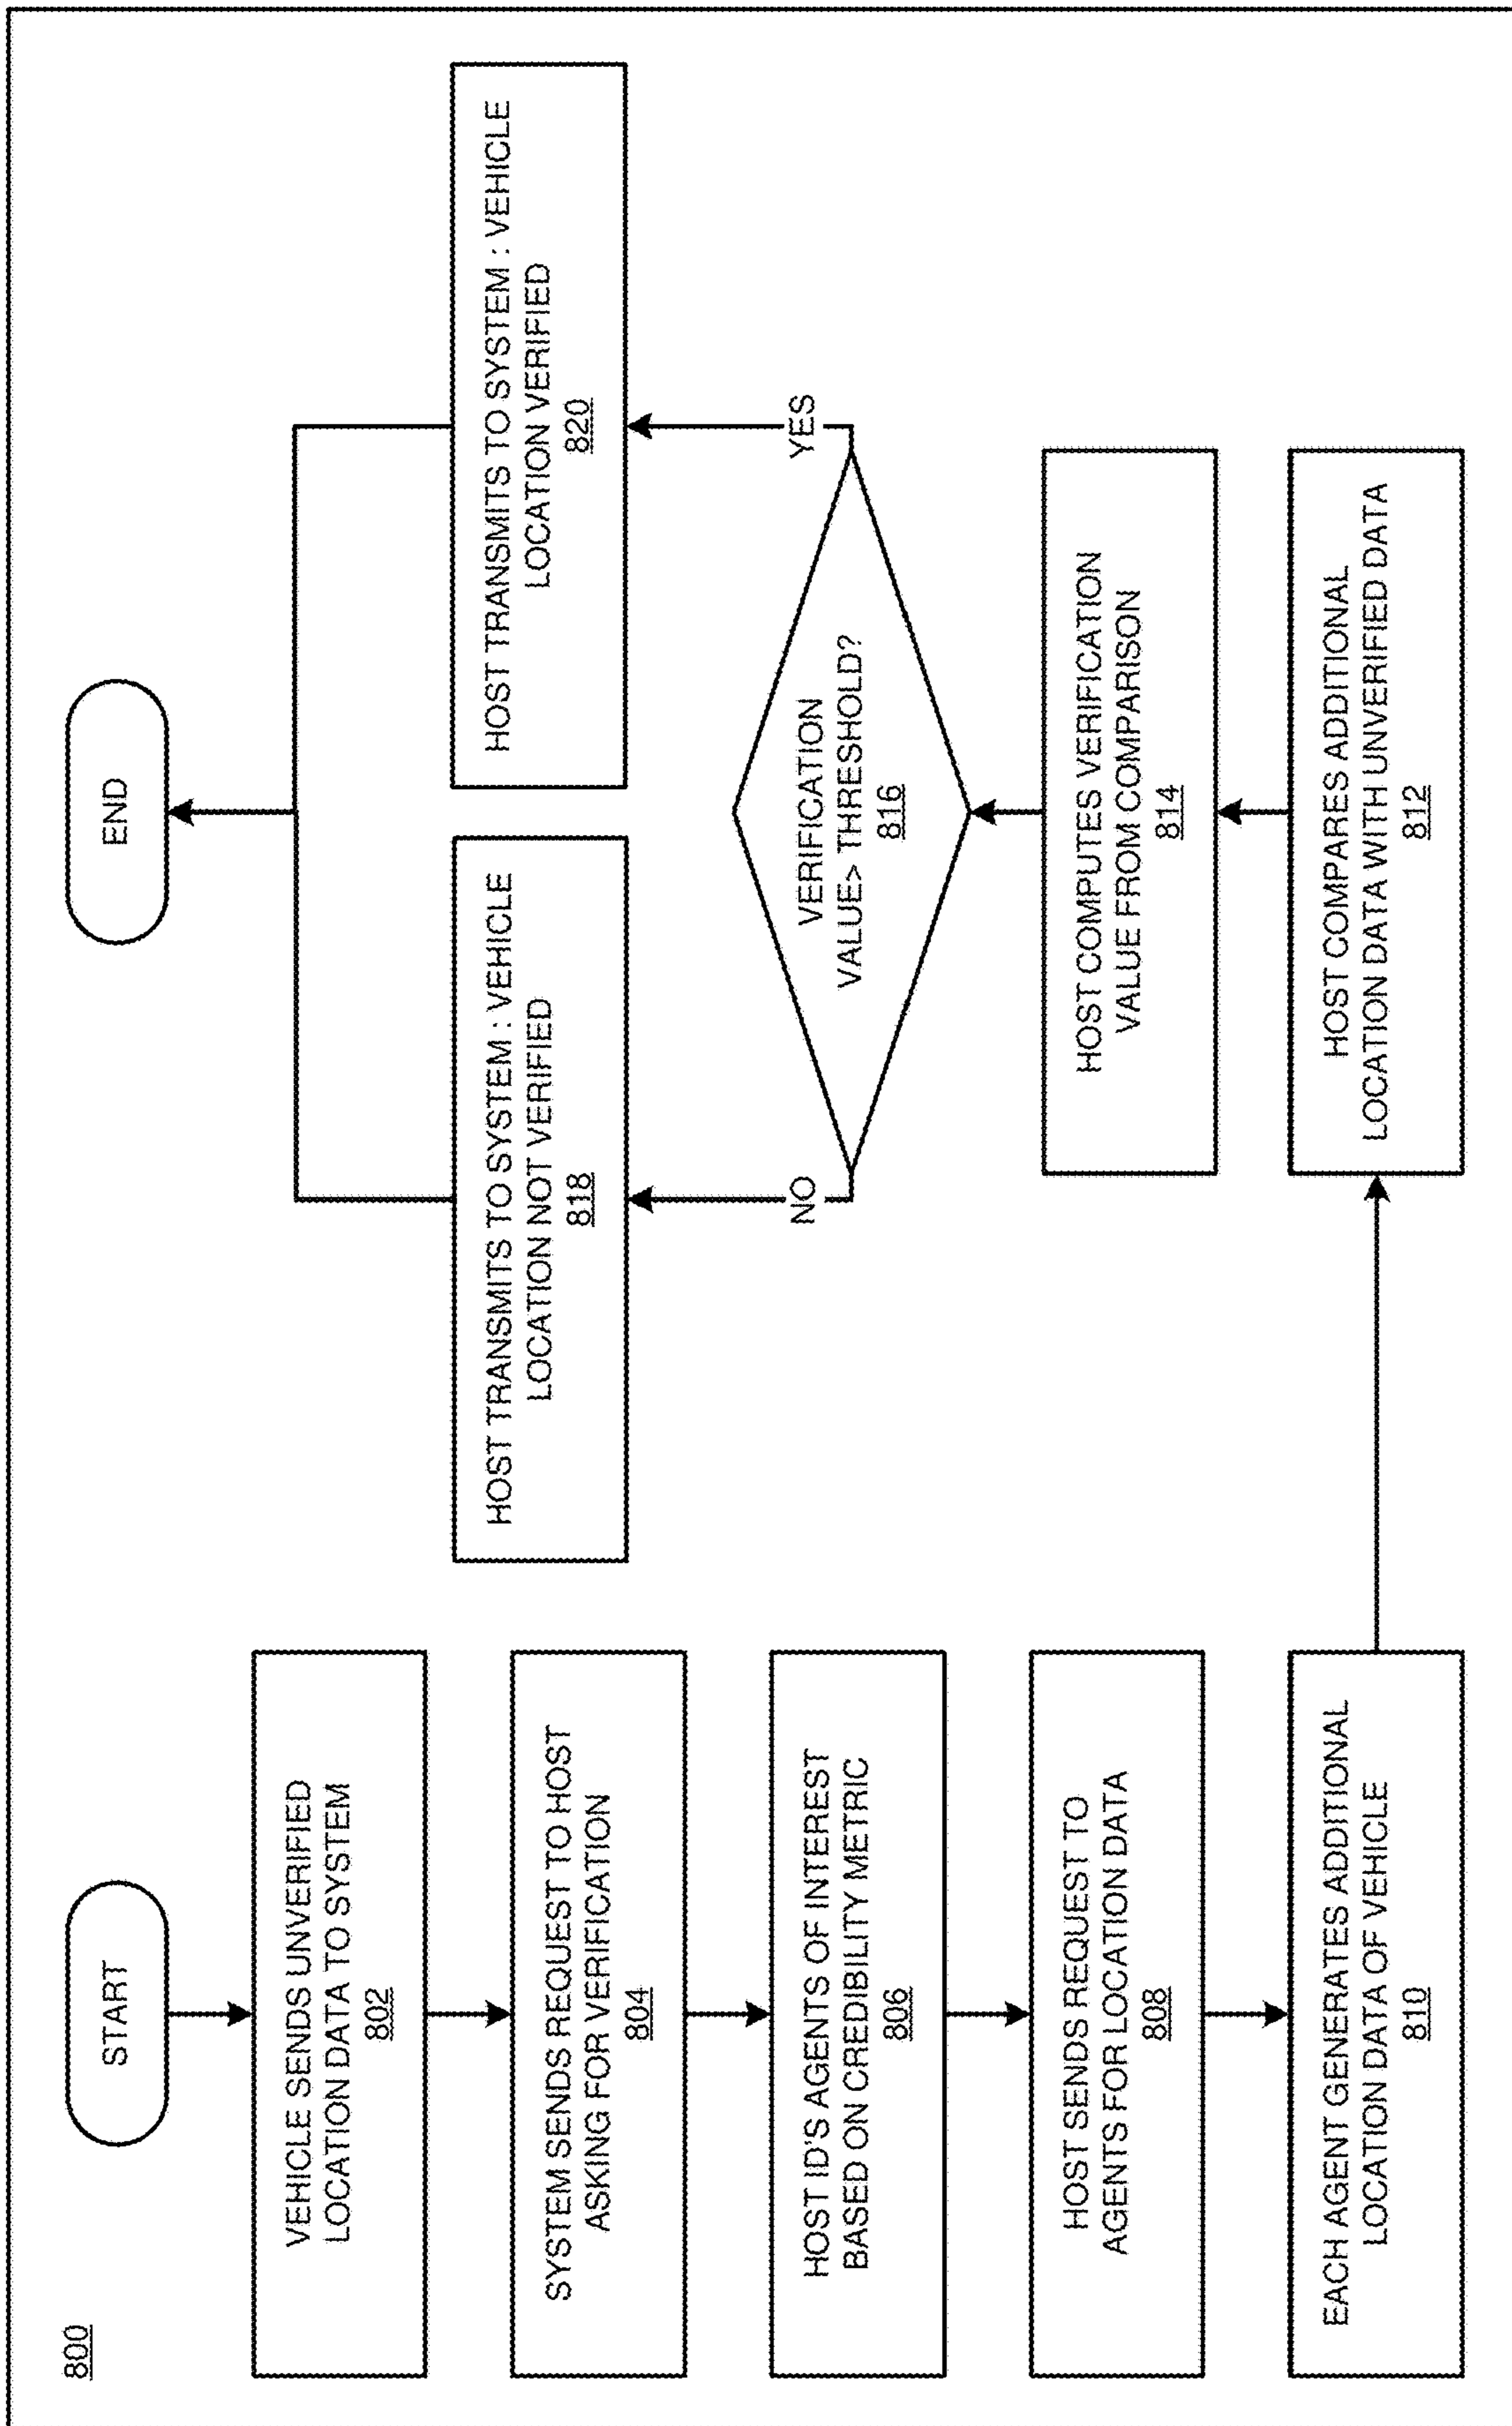 800
START
VEHICLE SENDS UNVERIFIED
LOCATION DATA TO SYSTEM
802
SYSTEM SENDS REQUEST TO HOST
ASKING FOR VERIFICATION
804
HOST ID'S AGENTS OF INTEREST
BASED ON CREDIBILITY METRIC
806
HOST SENDS REQUEST TO
AGENTS FOR LOCATION DATA
808
EACH AGENT GENERATES ADDITIONAL
LOCATION DATA OF VEHICLE
810
HOST COMPARES ADDITIONAL
LOCATION DATA WITH UNVERIFIED DATA
812
HOST COMPUTES VERIFICATION
VALUE FROM COMPARISON
814
VERIFICATION
VALUE> THRESHOLD?
816
NO
YES
HOST TRANSMITS TO SYSTEM : VEHICLE
LOCATION NOT VERIFIED
818
HOST TRANSMITS TO SYSTEM : VEHICLE
LOCATION VERIFIED
820
END